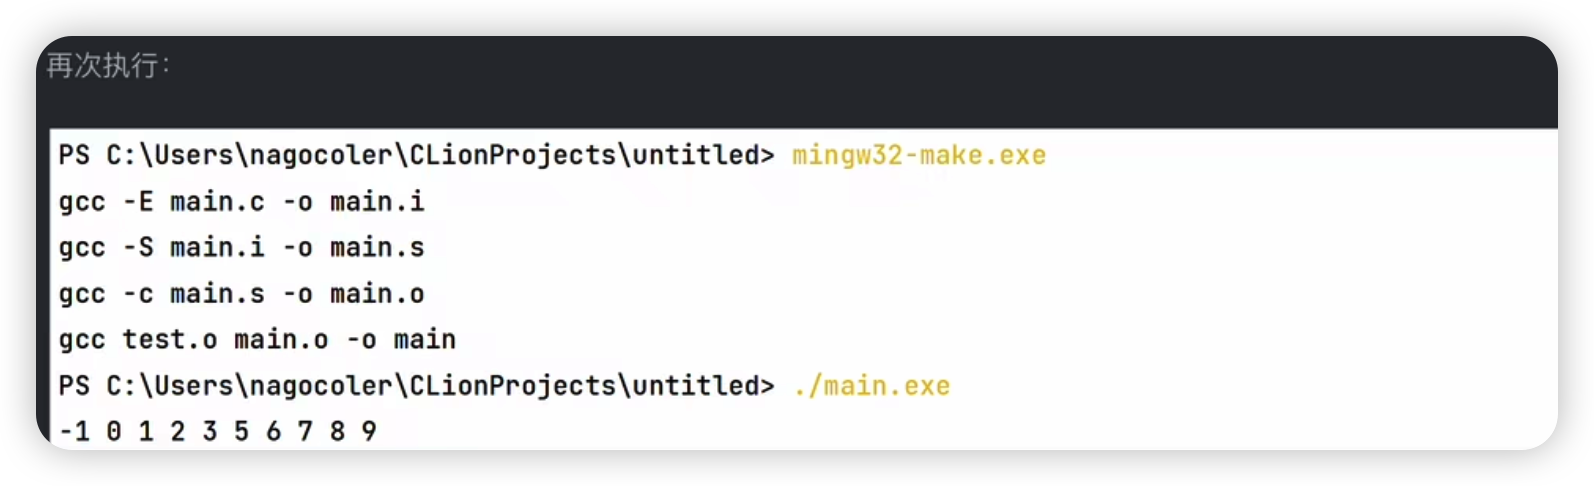 再次执行：
PS C:\Users\nagocoler\CLionProjects\untitled> mingw32-make.exe
gcc -E main.c -o main.i
gcc -S main.i -o main.s
gcc -c main.s -o main.o
gcc test.o main.o -o main
PS C:\Users\nagocoler\CLionProjects\untitled> ./main.exe
-1 0 1 2 3 5 6 7 8 9